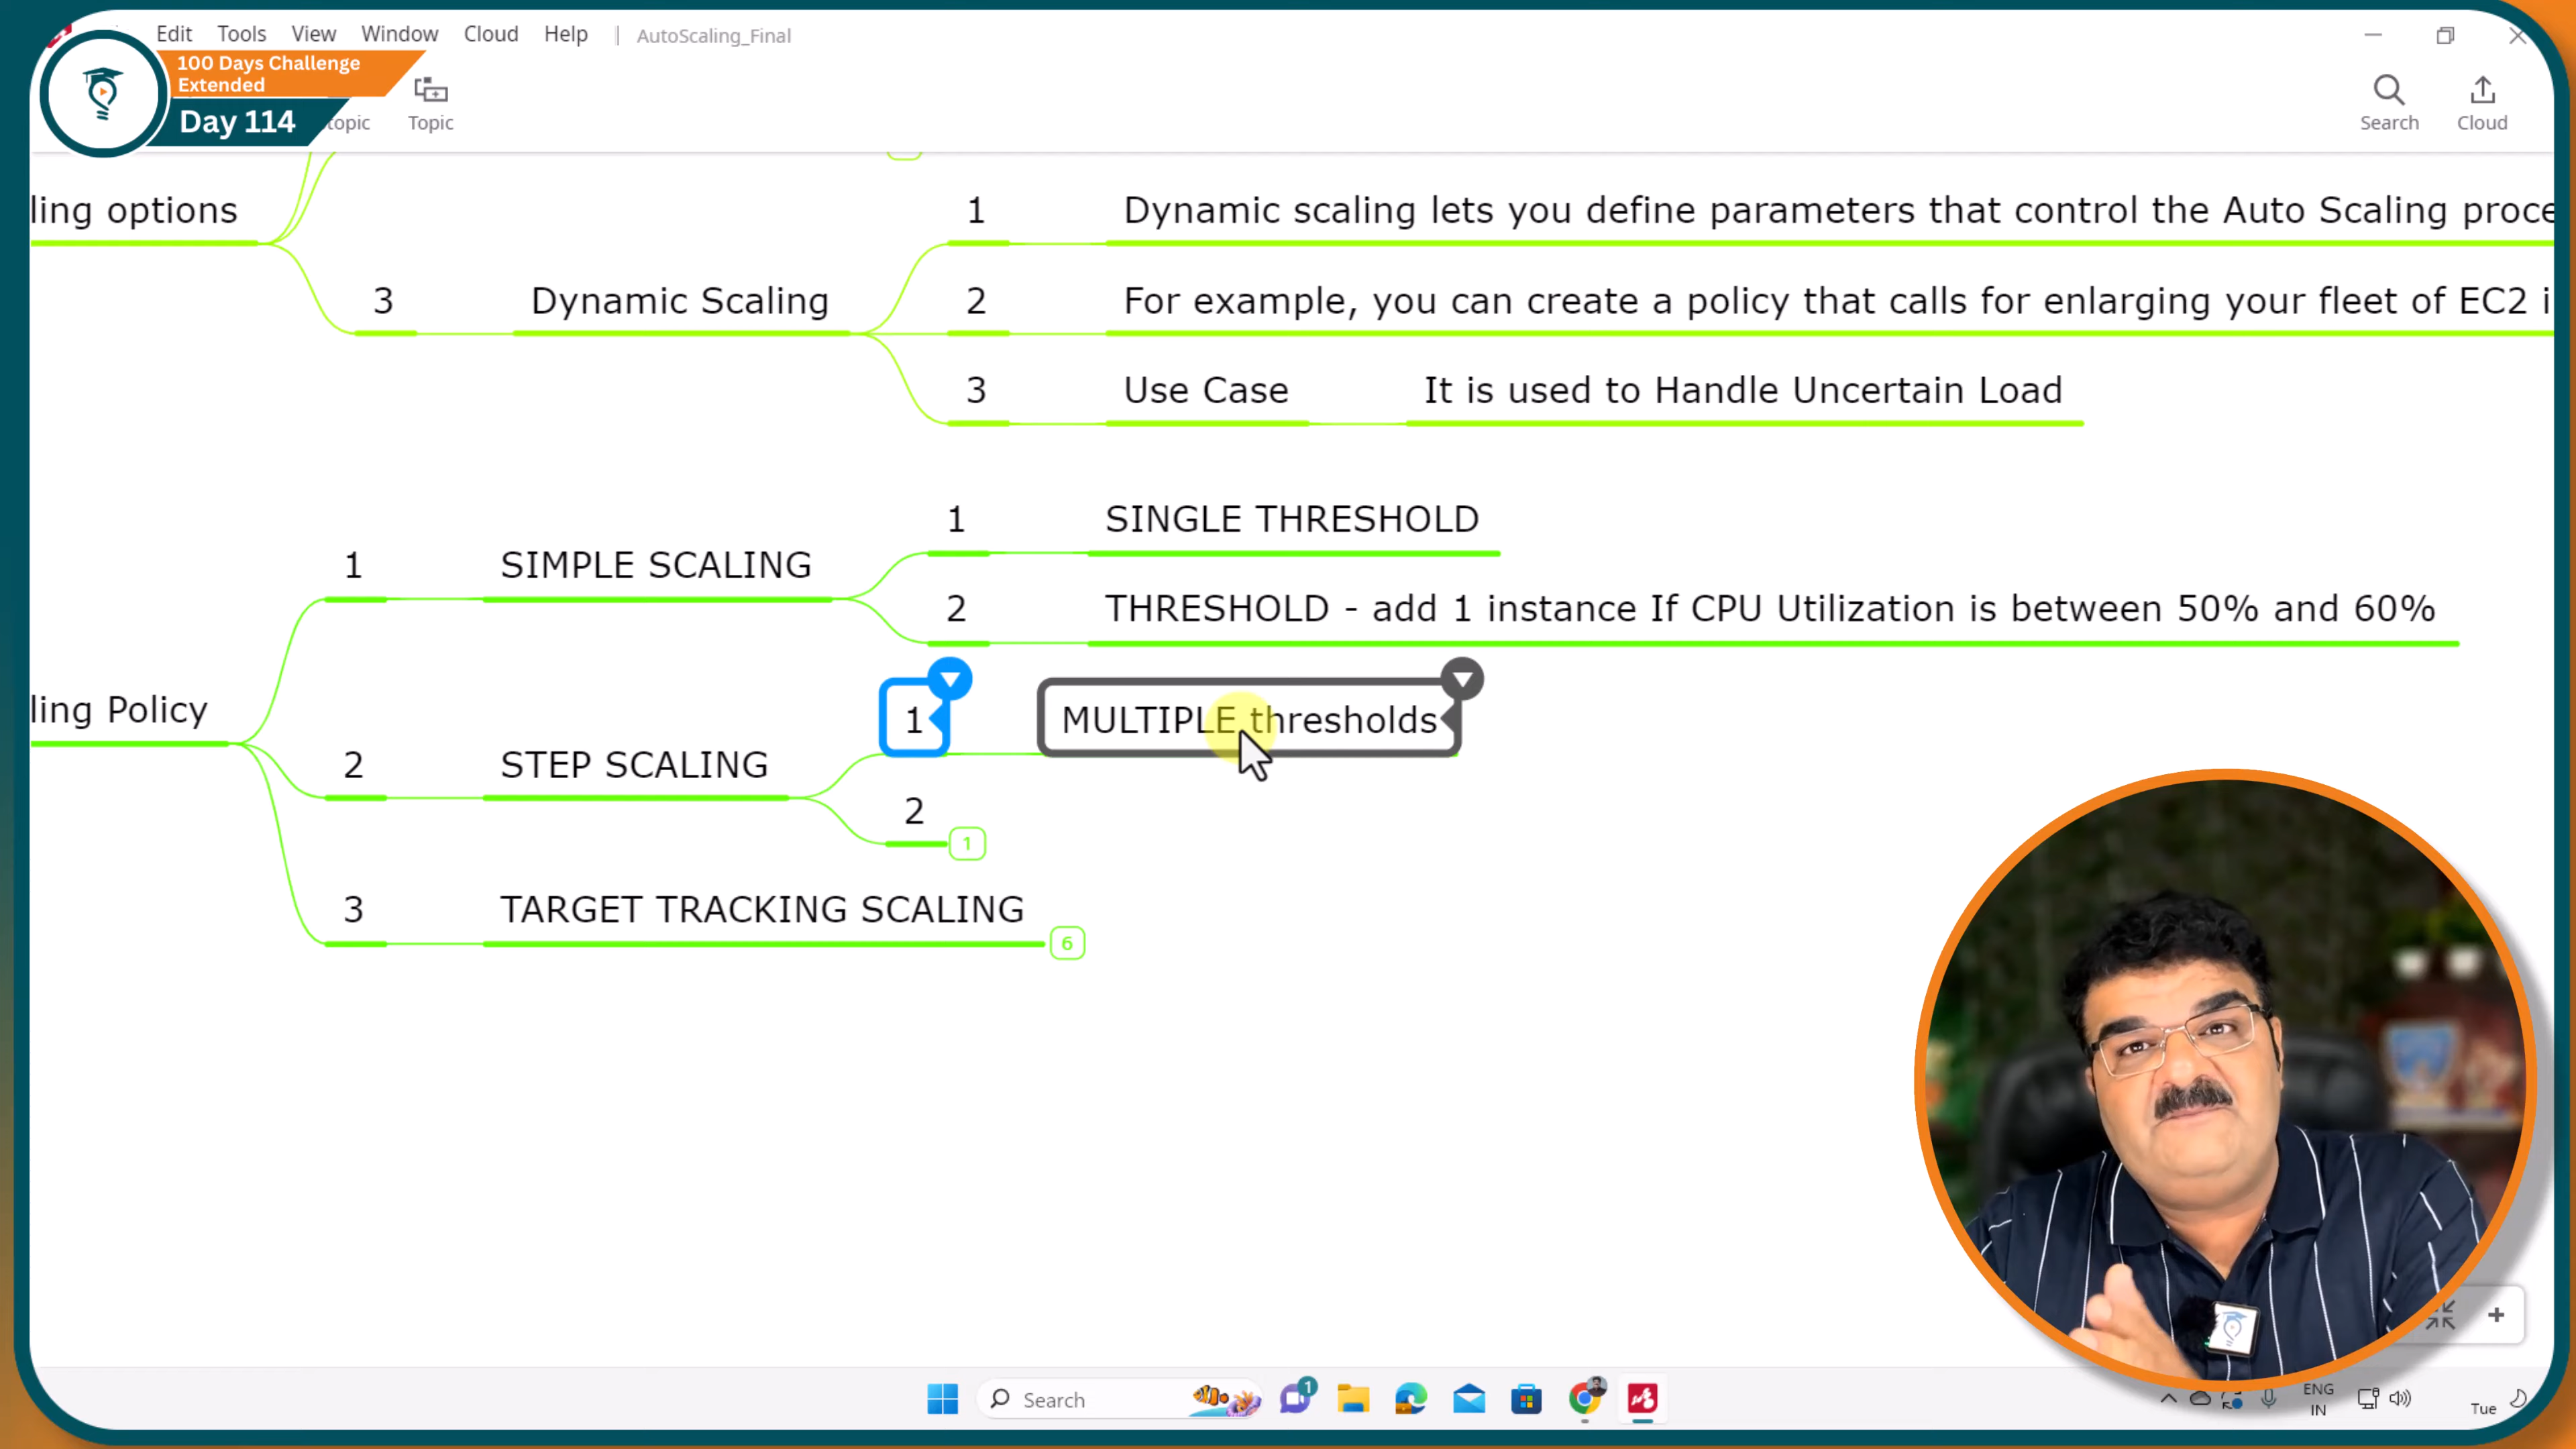 Edit Tools View Window Cloud Help AutoScaling_Final
100 Days Challenge
Extended
Day 114
topic
Topic
Search
Cloud
ling options
1 Dynamic scaling lets you define parameters that control the Auto Scaling proce
3 Dynamic Scaling
2 For example, you can create a policy that calls for enlarging your fleet of EC2 i
3 Use Case It is used to Handle Uncertain Load
1 SINGLE THRESHOLD
1 SIMPLE SCALING
2 THRESHOLD - add 1 instance If CPU Utilization is between 50% and 60%
ling Policy
1 MULTIPLE thresholds
2 STEP SCALING
2
1
3 TARGET TRACKING SCALING
6
Search
1
ENG
IN
Tue